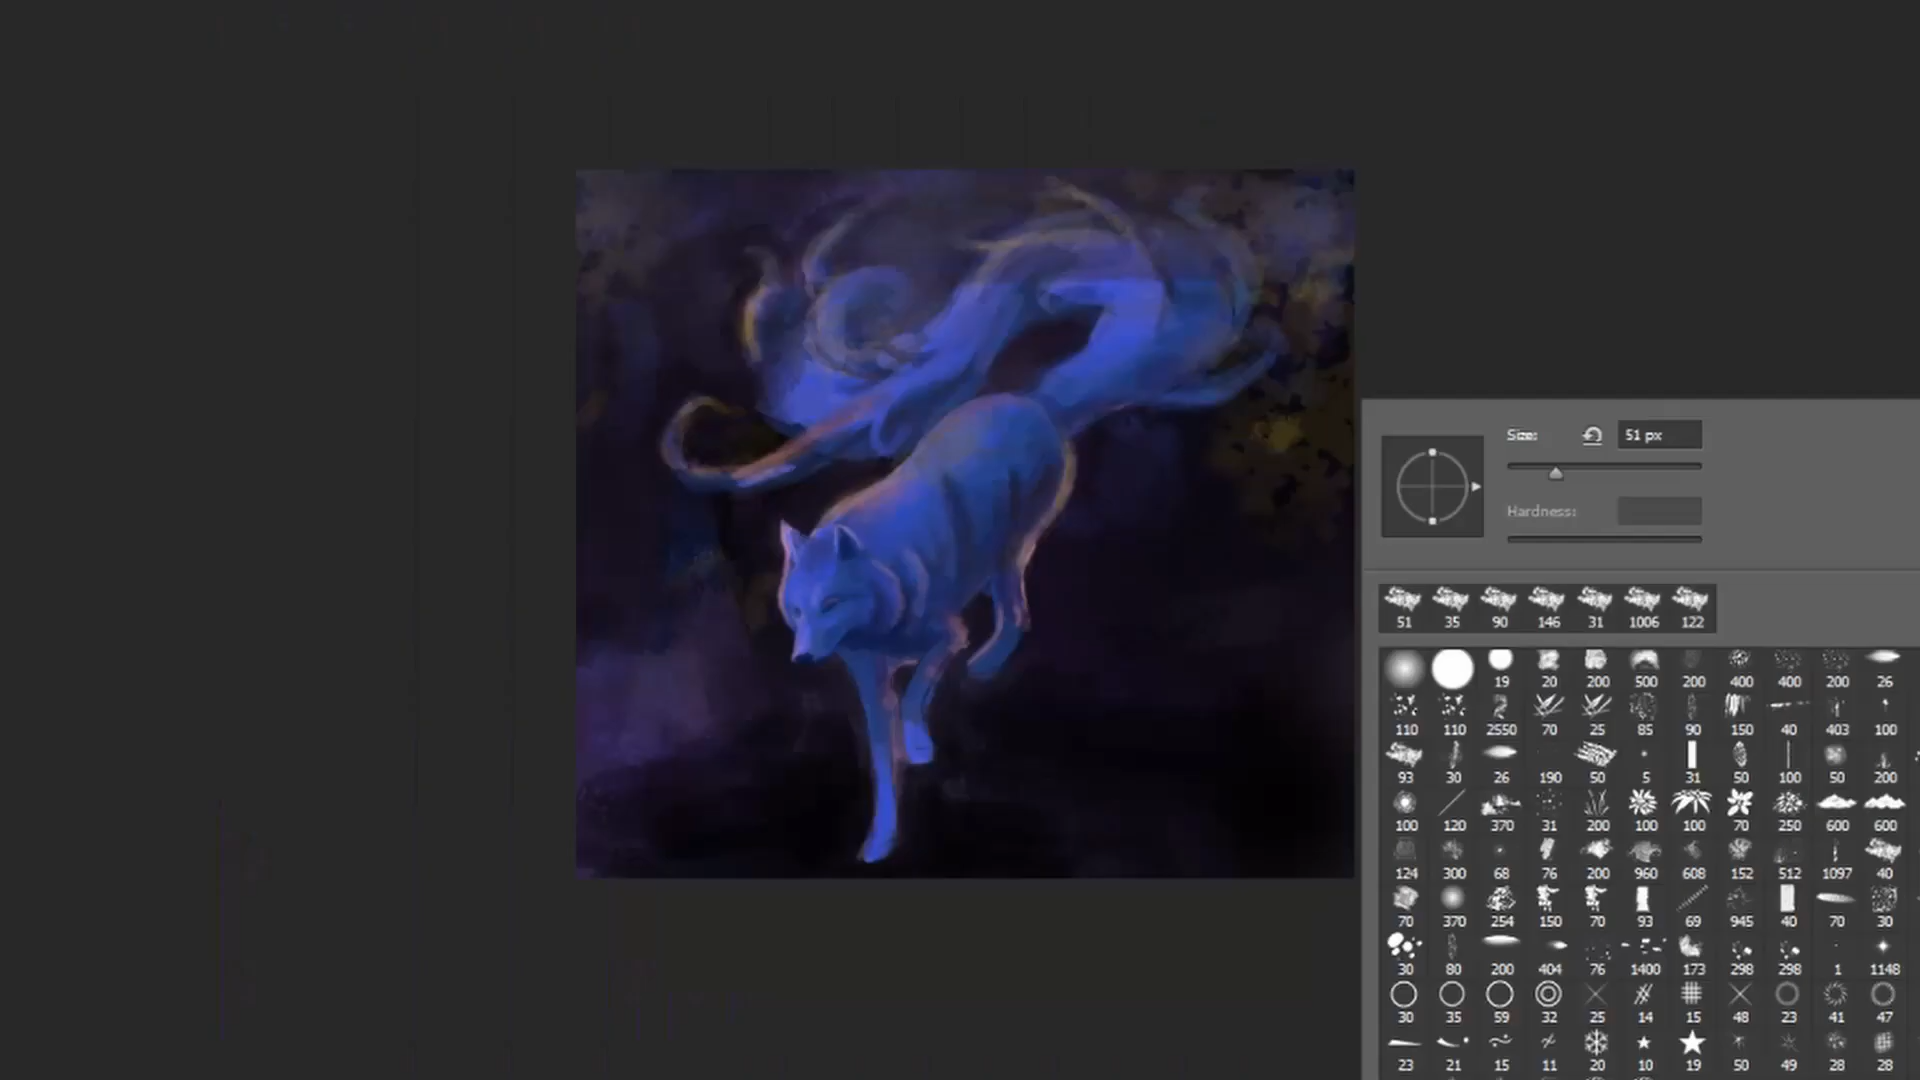 Size: 51 px
Hardness:
51 35 90 146 31 1006 122
19 20 200 500 200 400 400 200 26
110 110 2550 70 25 85 90 150 40 403 100
93 30 26 190 50 5 31 50 100 50 200
100 120 370 31 200 100 100 70 250 600 600
124 300 68 76 200 960 608 152 512 1097 40
70 370 254 150 70 93 69 945 40 70 30
30 80 200 404 76 1400 173 298 298 1 1148
30 35 59 32 25 14 15 48 23 41 47
23 21 15 11 20 10 19 50 49 28 28